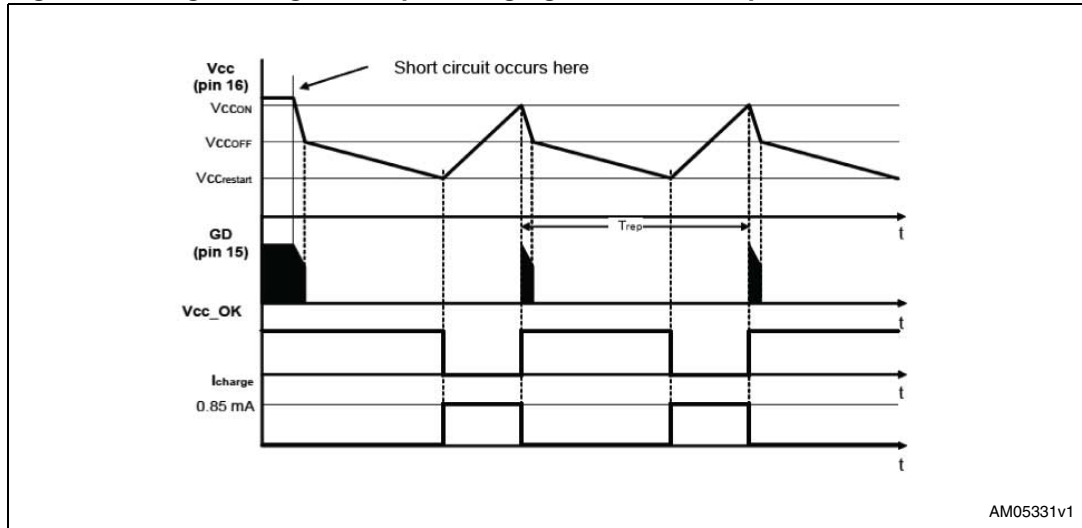 Vcc
(pin 16)
Short circuit occurs here
VCCON
VCCOFF
VCCrestart
t
Trep
GD
(pin 15)
t
Vcc_OK
t
Icharge
0.85 mA
t
AM05331v1